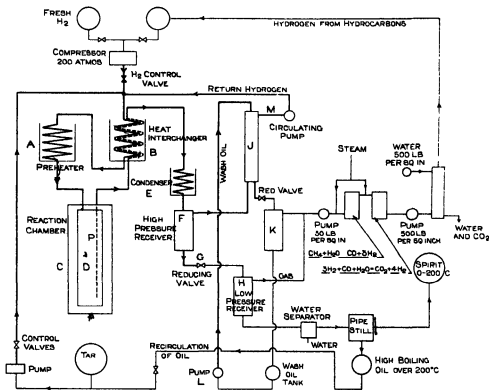 FRESH
H₂
HYDROGEN FROM HYDROCARBONS
COMPRESSOR
200 ATMOS
H₂ CONTROL
VALVE
RETURN HYDROGEN
M
CIRCULATING
PUMP
A
PREHEATER
HEAT
INTERCHANGER
B
CONDENSER
E
WASH OIL
J
STEAM
WATER
500 LB
PER SQ IN
RED VALVE
REACTION
CHAMBER
C
P
D
HIGH
PRESSURE
RECEIVER
F
G
REDUCING
VALVE
K
PUMP
50 LB
PER SQ IN
PUMP
500LB
PER SQ INCH
WATER
AND CO₂
CH₄+H₂O CO+3H₂
3H₂+CO+H₂O=CO₂+4H₂
SPIRIT
0-200°C
H
LOW
PRESSURE
RECEIVER
GAS
WATER
SEPARATOR
WATER
PIPE
STILL
CONTROL
VALVES
PUMP
TAR
RECIRCULATION
OF OIL
PUMP
L
WASH
OIL
TANK
HIGH BOILING
OIL OVER 200°C